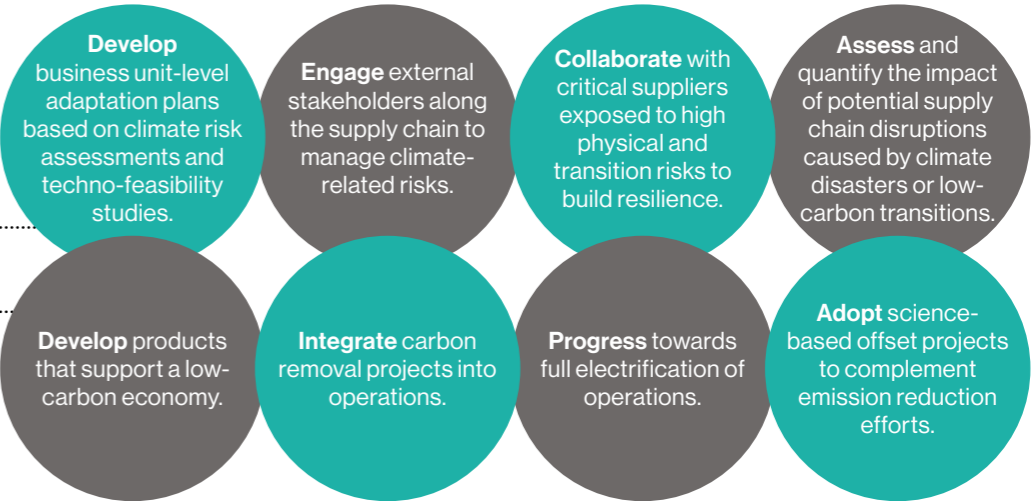 Develop
business unit-level
adaptation plans
based on climate risk
assessments and
techno-feasibility
studies.
Engage external
stakeholders along
the supply chain to
manage climate-
related risks.
Collaborate with
critical suppliers
exposed to high
physical and
transition risks to
build resilience.
Assess and
quantify the impact
of potential supply
chain disruptions
caused by climate
disasters or low-
carbon transitions.
Develop products
that support a low-
carbon economy.
Integrate carbon
removal projects into
operations.
Progress towards
full electrification of
operations.
Adopt science-
based offset projects
to complement
emission reduction
efforts.